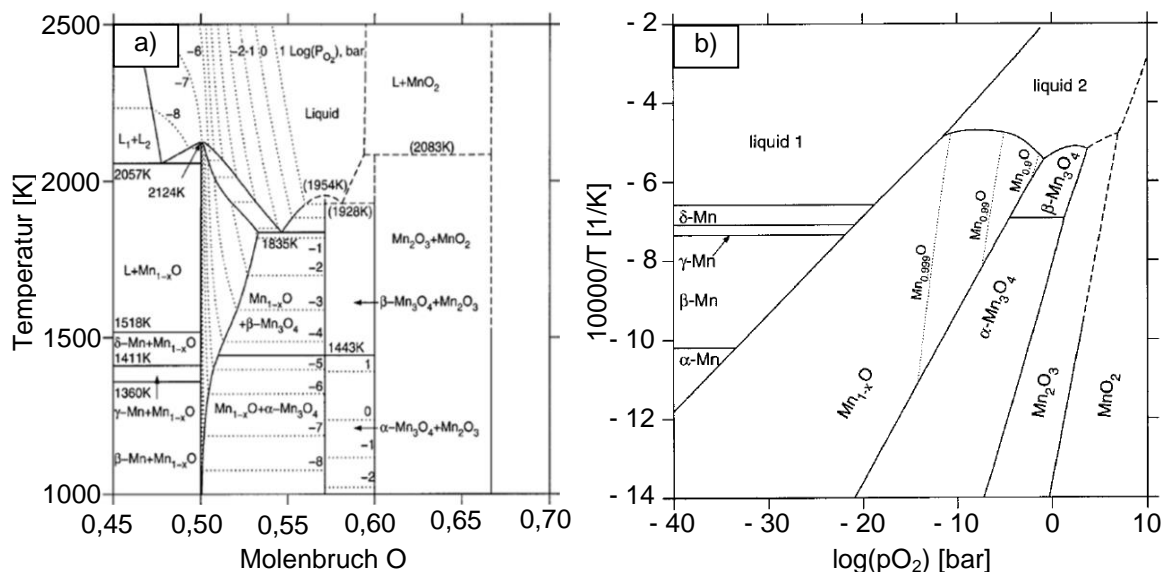 a)
2500
2000
1500
1000
Temperatur [K]
0,45
0,50
0,55
0,60
0,65
0,70
Molenbruch O
-6
-2
-1
0
1 Log(P_O2), bar
-7
-8
Liquid
L+MnO2
L1+L2
2057K
2124K
(1954K)
(2083K)
(1928K)
1835K
-1
-2
-3
-4
Mn2O3+MnO2
L+Mn1-xO
Mn1-xO
+β-Mn3O4
β-Mn3O4+Mn2O3
1518K
δ-Mn+Mn1-xO
1411K
1443K
1
-5
-6
1360K
γ-Mn+Mn1-xO
Mn1-xO+α-Mn3O4
0
-7
α-Mn3O4+Mn2O3
-1
β-Mn+Mn1-xO
-8
-2
b)
-2
- 4
- 6
- 8
- 10
- 12
- 14
10000/T [1/K]
- 40
- 30
- 20
- 10
0
10
log(pO2) [bar]
liquid 1
liquid 2
δ-Mn
γ-Mn
β-Mn
α-Mn
Mn0.999O
Mn0.99O
Mn0.9O
β-Mn3O4
α-Mn3O4
Mn1-xO
Mn2O3
MnO2